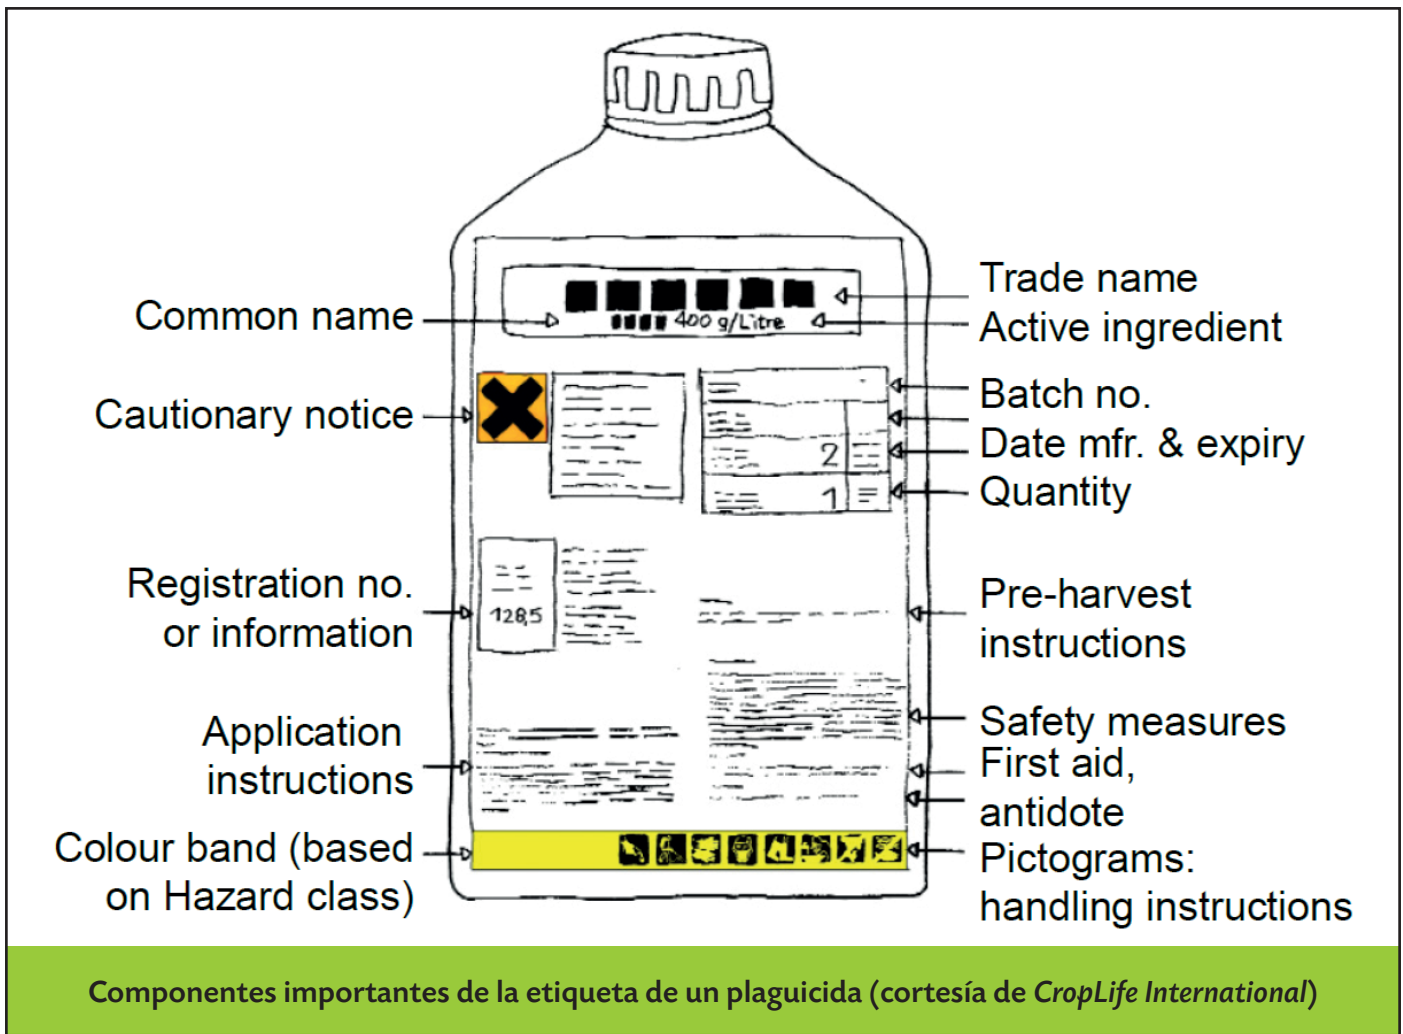 Common name
Cautionary notice
Registration no.
or information
Application
instructions
Colour band (based
on Hazard class)
400 g/Litre
2
1
128,5
Trade name
Active ingredient
Batch no.
Date mfr. & expiry
Quantity
Pre-harvest
instructions
Safety measures
First aid,
antidote
Pictograms:
handling instructions
Componentes importantes de la etiqueta de un plaguicida (cortesía de CropLife International)